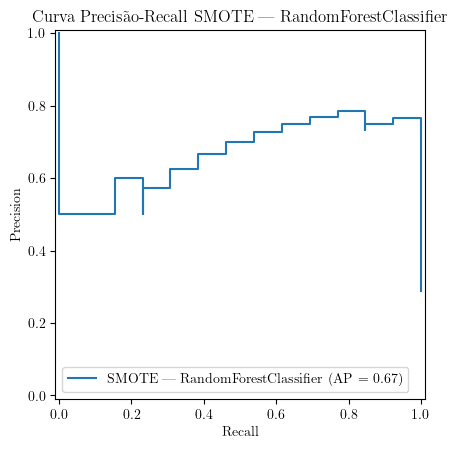 Curva Precisão-Recall SMOTE — RandomForestClassifier
1.0
0.8
0.6
0.4
0.2
0.0
Precision
SMOTE — RandomForestClassifier (AP = 0.67)
0.0 0.2 0.4 0.6 0.8 1.0
Recall